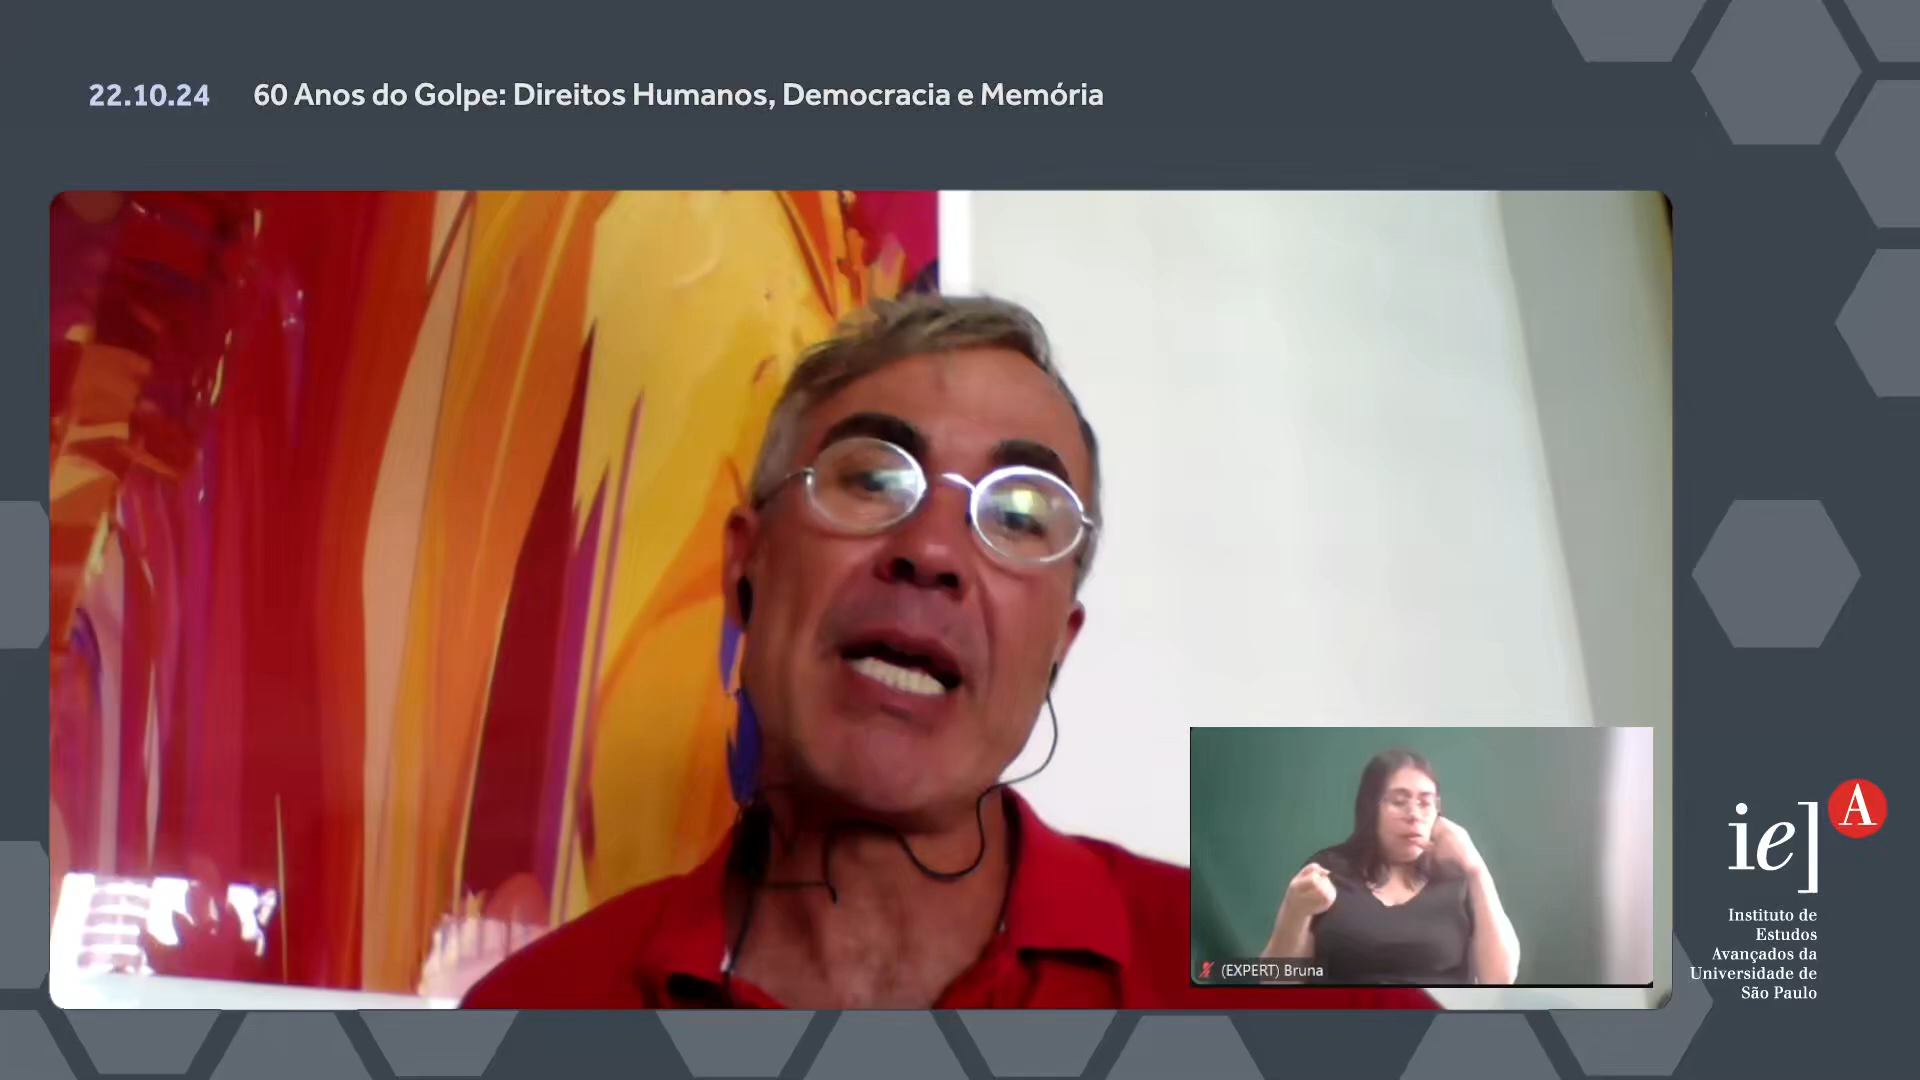 22.10.24 60 Anos do Golpe: Direitos Humanos, Democracia e Memória
(EXPERT) Bruna
ie] A
Instituto de
Estudos
Avançados da
Universidade de
São Paulo